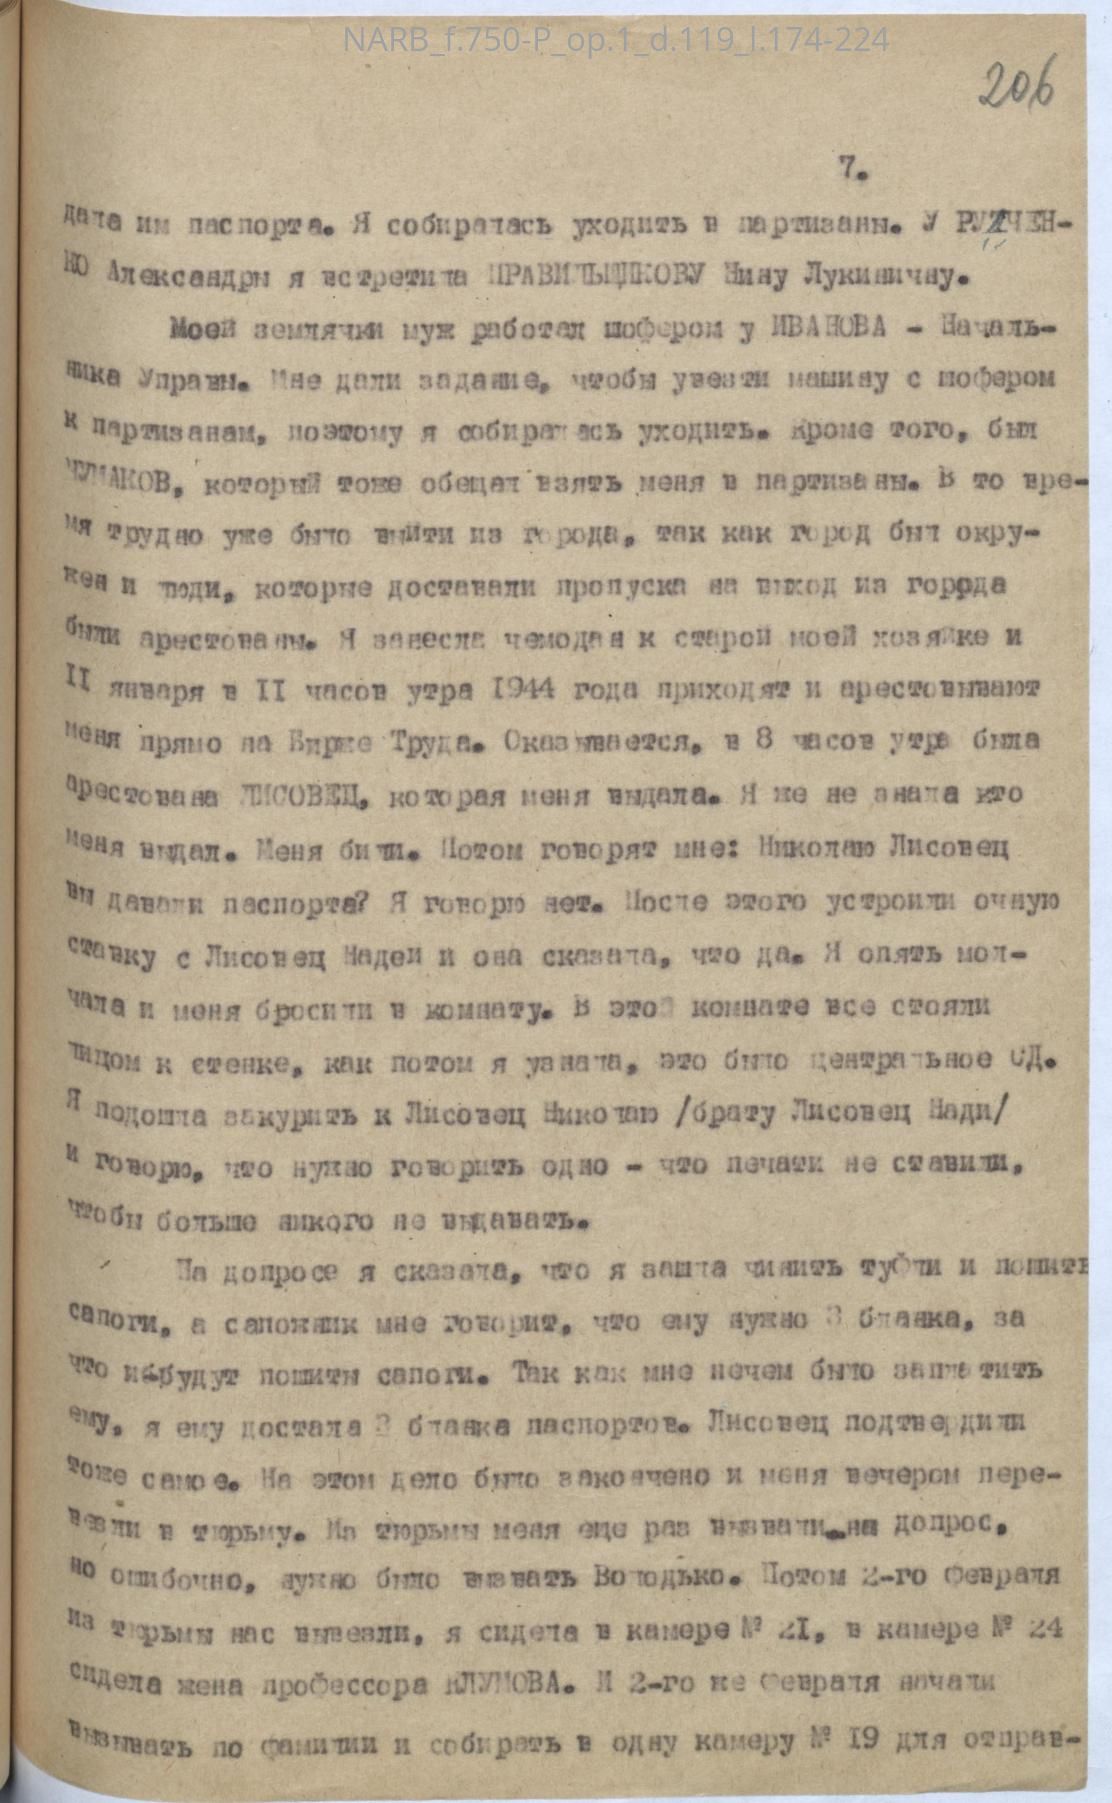 NARB_f.750-P_op.1_d.119_l.174-224
206
7.
дала им паспорта. Я собиралась уходить в партизаны. У РУДЧЕН-
КО Александры я встретила ПРАВИЛЬЩИКОВУ Нину Лукиничну.
Моей землячки муж работал шофером у ИВАНОВА - Началь-
ника Управы. Мне дали задание, чтобы увезти машину с шофером
к партизанам, поэтому я собиралась уходить. Кроме того, был
ЧУМАКОВ, который тоже обещал взять меня в партизаны. В то вре-
мя трудно уже было выйти из города, так как город был окру-
жен и люди, которые доставали пропуска на выход из города
были арестованы. Я занесла чемодан к старой моей хозяйке и
II января в II часов утра 1944 года приходят и арестовывают
меня прямо на Бирже Труда. Оказывается, в 8 часов утра была
арестована ЛИСОВЕЦ, которая меня выдала. Я же не знала кто
меня выдал. Меня били. Потом говорят мне: Николаю Лисовец
вы давали паспорта? Я говорю нет. После этого устроили очную
ставку с Лисовец Надей и она сказала, что да. Я опять мол-
чала и меня бросили в комнату. В этой комнате все стояли
лицом к стенке, как потом я узнала, это было центральное СД.
Я подошла закурить к Лисовец Николаю /брату Лисовец Нади/
и говорю, что нужно говорить одно - что печати не ставили,
чтобы больше никого не выдавать.
На допросе я сказала, что я зашла чинить туфли и пошить
сапоги, а сапожник мне говорит, что ему нужно 3 бланка, за
что и будут пошиты сапоги. Так как мне нечем было заплатить
ему, я ему достала 3 бланка паспортов. Лисовец подтвердили
тоже самое. На этом дело было закончено и меня вечером пере-
везли в тюрьму. Из тюрьмы меня еще раз вызвали на допрос,
но ошибочно, нужно было вызвать Володько. Потом 2-го февраля
из тюрьмы нас вывезли, я сидела в камере № 21, в камере № 24
сидела жена профессора КЛУМОВА. И 2-го же февраля начали
вызывать по фамилии и собирать в одну камеру № 19 для отправ-